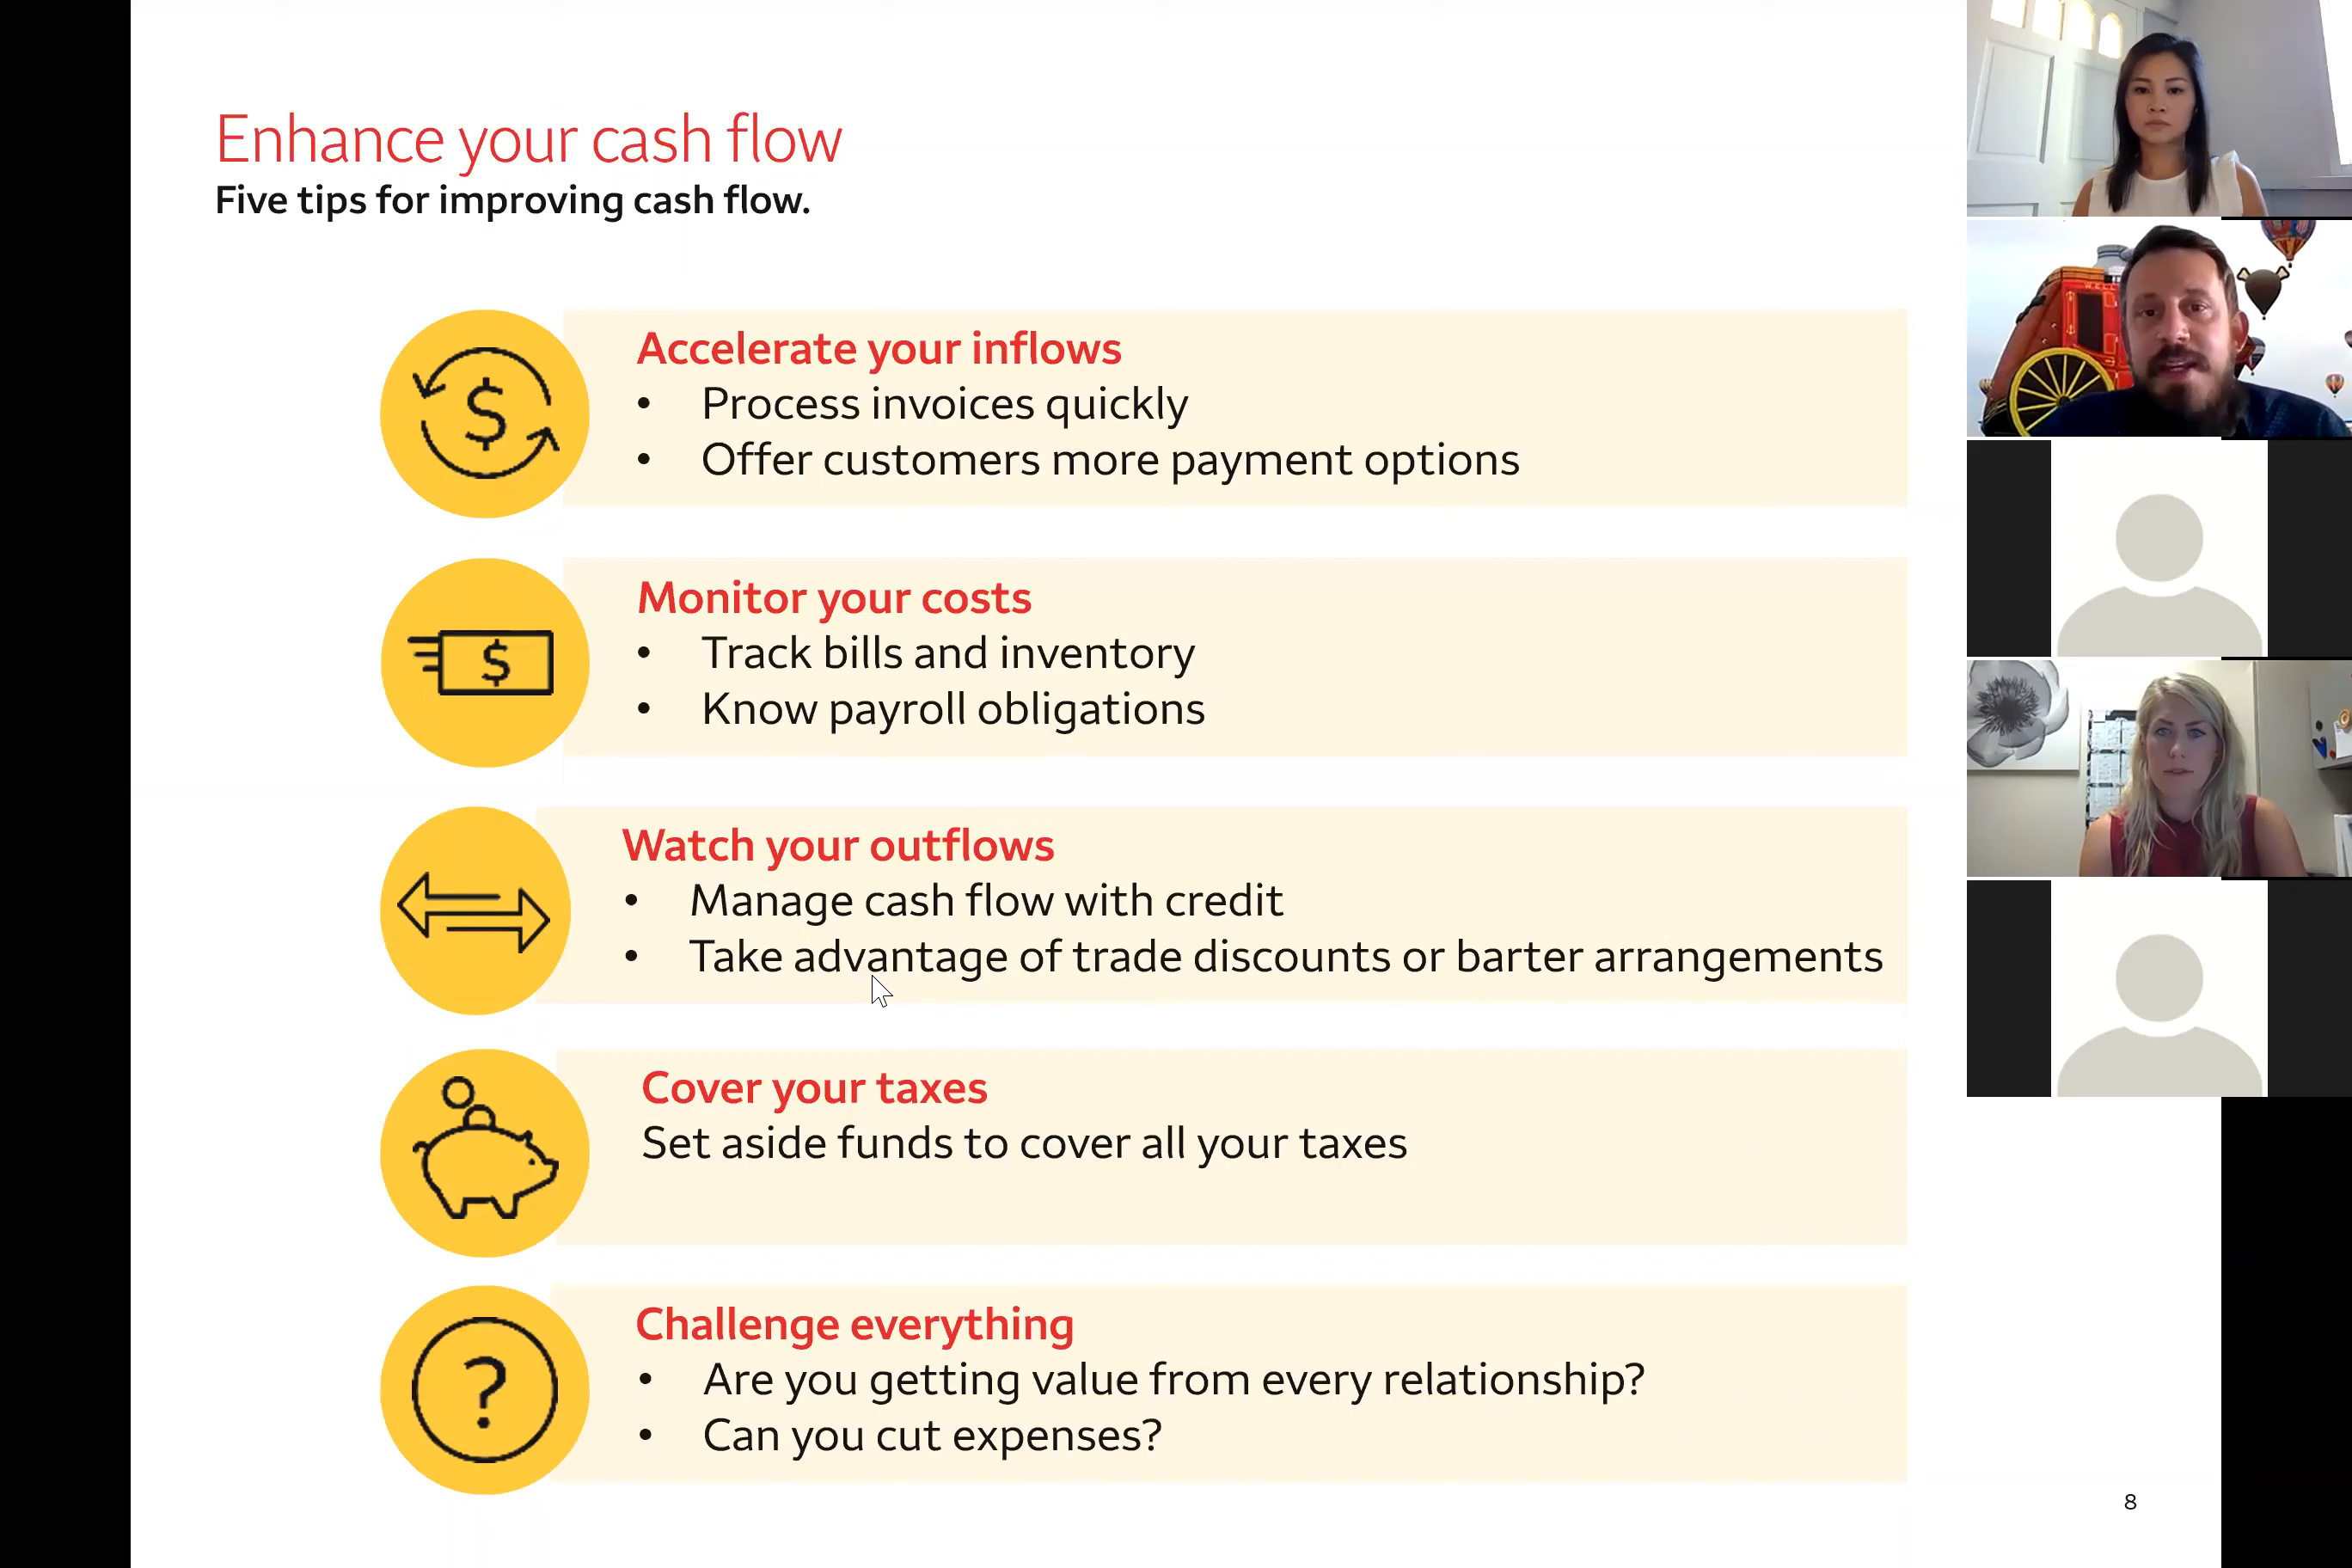 Enhance your cash flow
Five tips for improving cash flow.
$
Accelerate your inflows
• Process invoices quickly
• Offer customers more payment options
$
Monitor your costs
• Track bills and inventory
• Know payroll obligations
Watch your outflows
• Manage cash flow with credit
• Take advantage of trade discounts or barter arrangements
Cover your taxes
Set aside funds to cover all your taxes
?
Challenge everything
• Are you getting value from every relationship?
• Can you cut expenses?
8